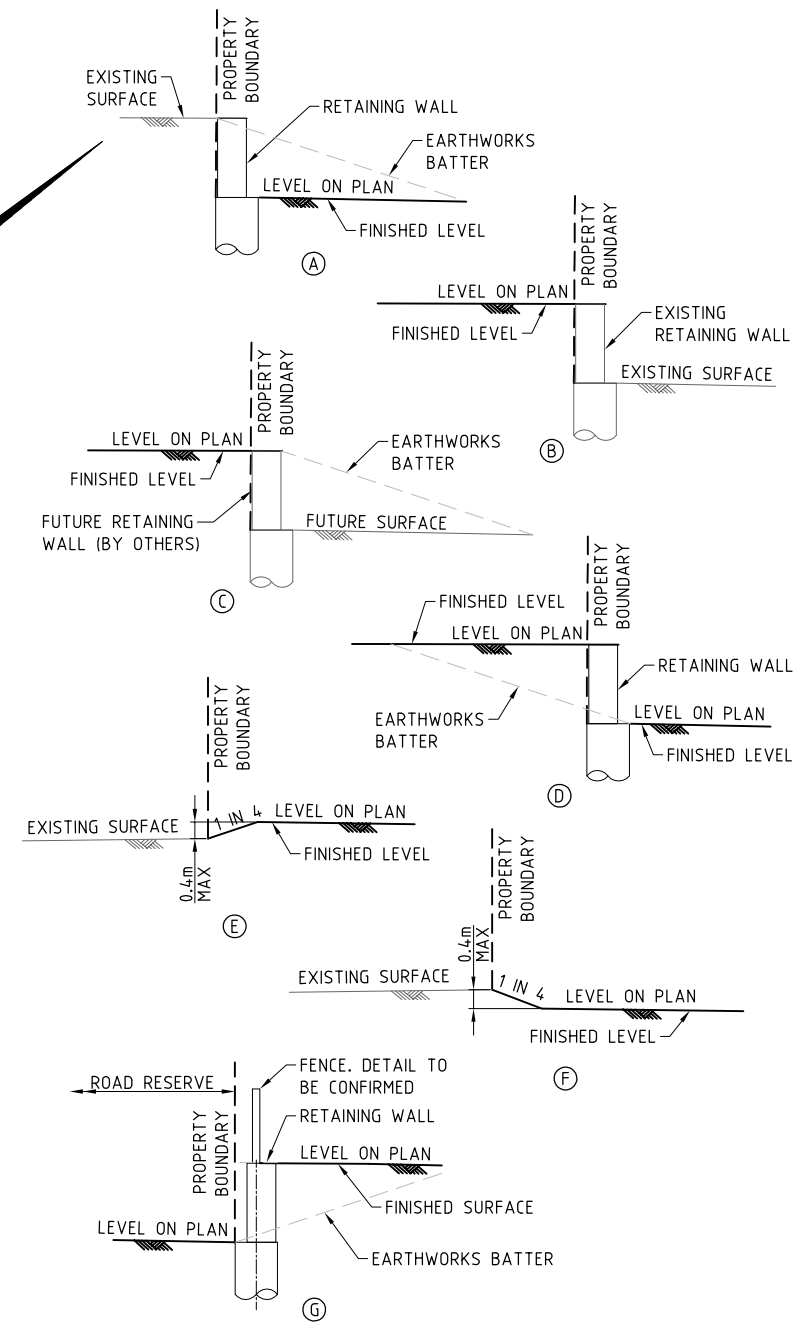 PROPERTY
BOUNDARY
EXISTING
SURFACE
RETAINING WALL
EARTHWORKS
BATTER
LEVEL ON PLAN
FINISHED LEVEL
A
PROPERTY
BOUNDARY
LEVEL ON PLAN
FINISHED LEVEL
EXISTING
RETAINING WALL
EXISTING SURFACE
B
PROPERTY
BOUNDARY
LEVEL ON PLAN
FINISHED LEVEL
EARTHWORKS
BATTER
FUTURE RETAINING
WALL (BY OTHERS)
FUTURE SURFACE
C
PROPERTY
BOUNDARY
FINISHED LEVEL
LEVEL ON PLAN
RETAINING WALL
EARTHWORKS
BATTER
LEVEL ON PLAN
FINISHED LEVEL
D
PROPERTY
BOUNDARY
EXISTING SURFACE
1 IN 4
LEVEL ON PLAN
FINISHED LEVEL
0.4m
MAX
E
PROPERTY
BOUNDARY
0.4m
MAX
EXISTING SURFACE
1 IN 4
LEVEL ON PLAN
FINISHED LEVEL
F
ROAD RESERVE
FENCE. DETAIL TO
BE CONFIRMED
RETAINING WALL
PROPERTY
BOUNDARY
LEVEL ON PLAN
FINISHED SURFACE
LEVEL ON PLAN
EARTHWORKS BATTER
G